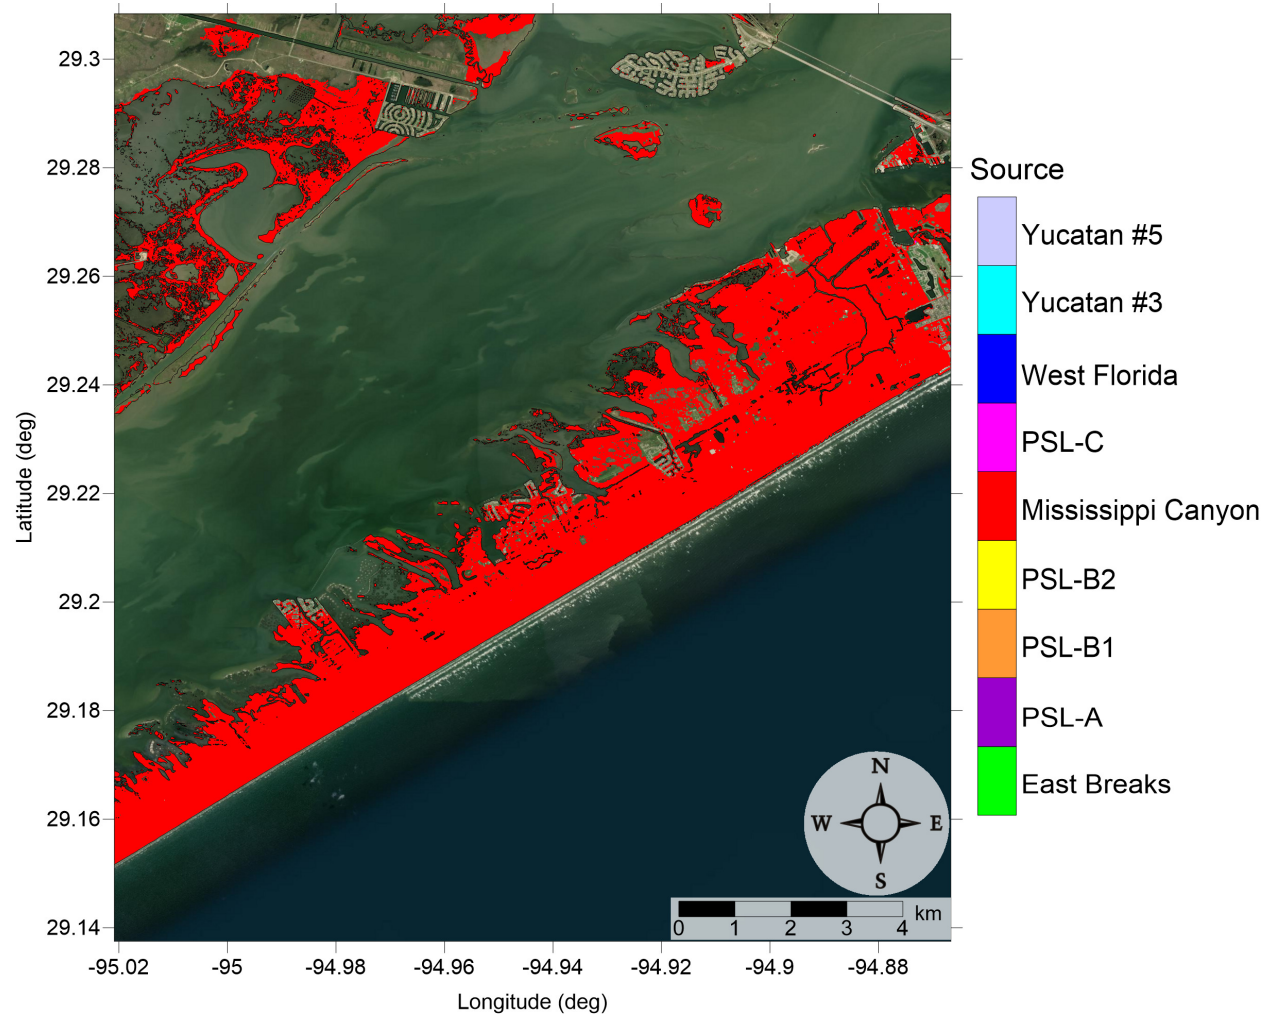 29.3
29.28
29.26
29.24
29.22
29.2
29.18
29.16
29.14
Latitude (deg)
-95.02
-95
-94.98
-94.96
-94.94
-94.92
-94.9
-94.88
Longitude (deg)
N
W
E
S
0
1
2
3
4
km
Source
Yucatan #5
Yucatan #3
West Florida
PSL-C
Mississippi Canyon
PSL-B2
PSL-B1
PSL-A
East Breaks